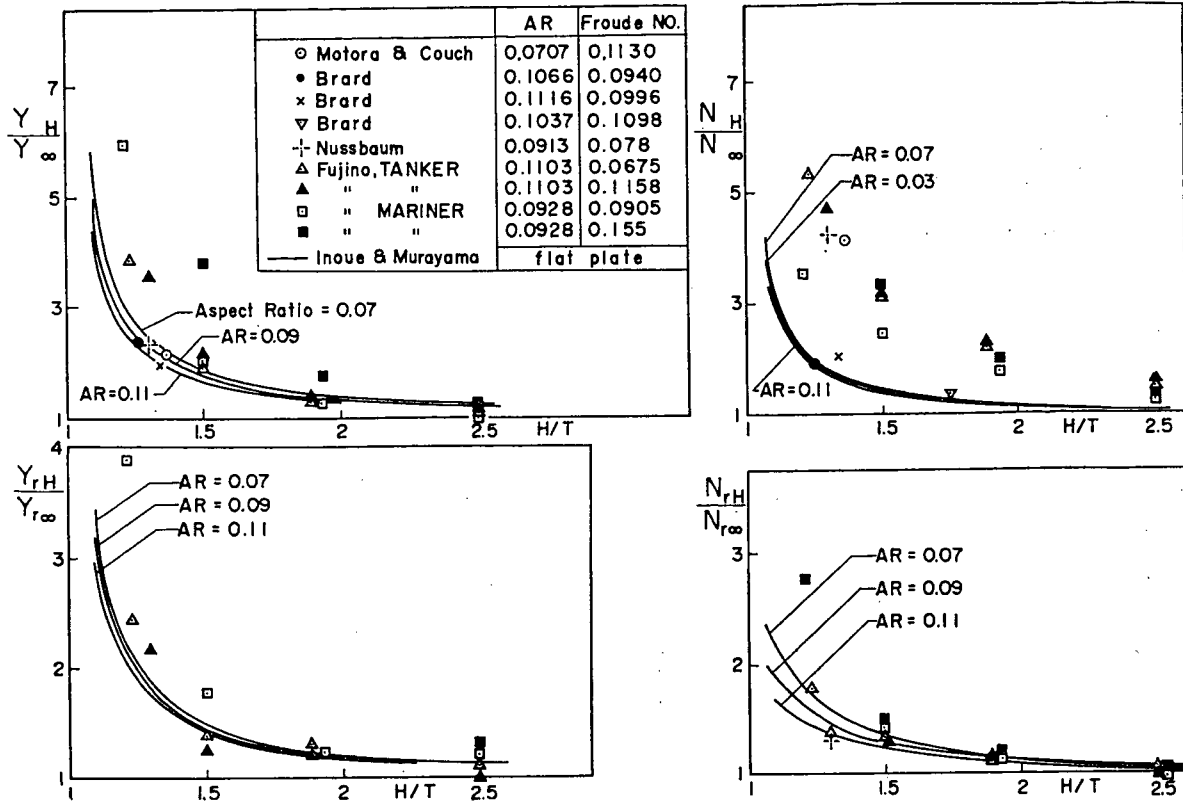 AR Froude NO.
⊙ Motora & Couch 0.0707 0.1130
● Brard 0.1066 0.0940
× Brard 0.1116 0.0996
▽ Brard 0.1037 0.1098
-¦- Nussbaum 0.0913 0.078
△ Fujino, TANKER 0.1103 0.0675
▲ " " 0.1103 0.1158
⊡ " MARINER 0.0928 0.0905
■ " " 0.0928 0.155
— Inoue & Murayama flat plate
Y H
Y ∞
7
5
3
1
Aspect Ratio = 0.07
AR=0.09
AR=0.11
1 1.5 2 H/T 2.5
N H
N ∞
7
5
3
1
AR=0.07
AR=0.03
AR=0.11
1 1.5 2 H/T 2.5
YrH
Yr∞
4
3
2
1
AR = 0.07
AR = 0.09
AR = 0.11
1 1.5 2 H/T 2.5
NrH
Nr∞
3
2
1
AR = 0.07
AR = 0.09
AR = 0.11
1 1.5 2 H/T 2.5